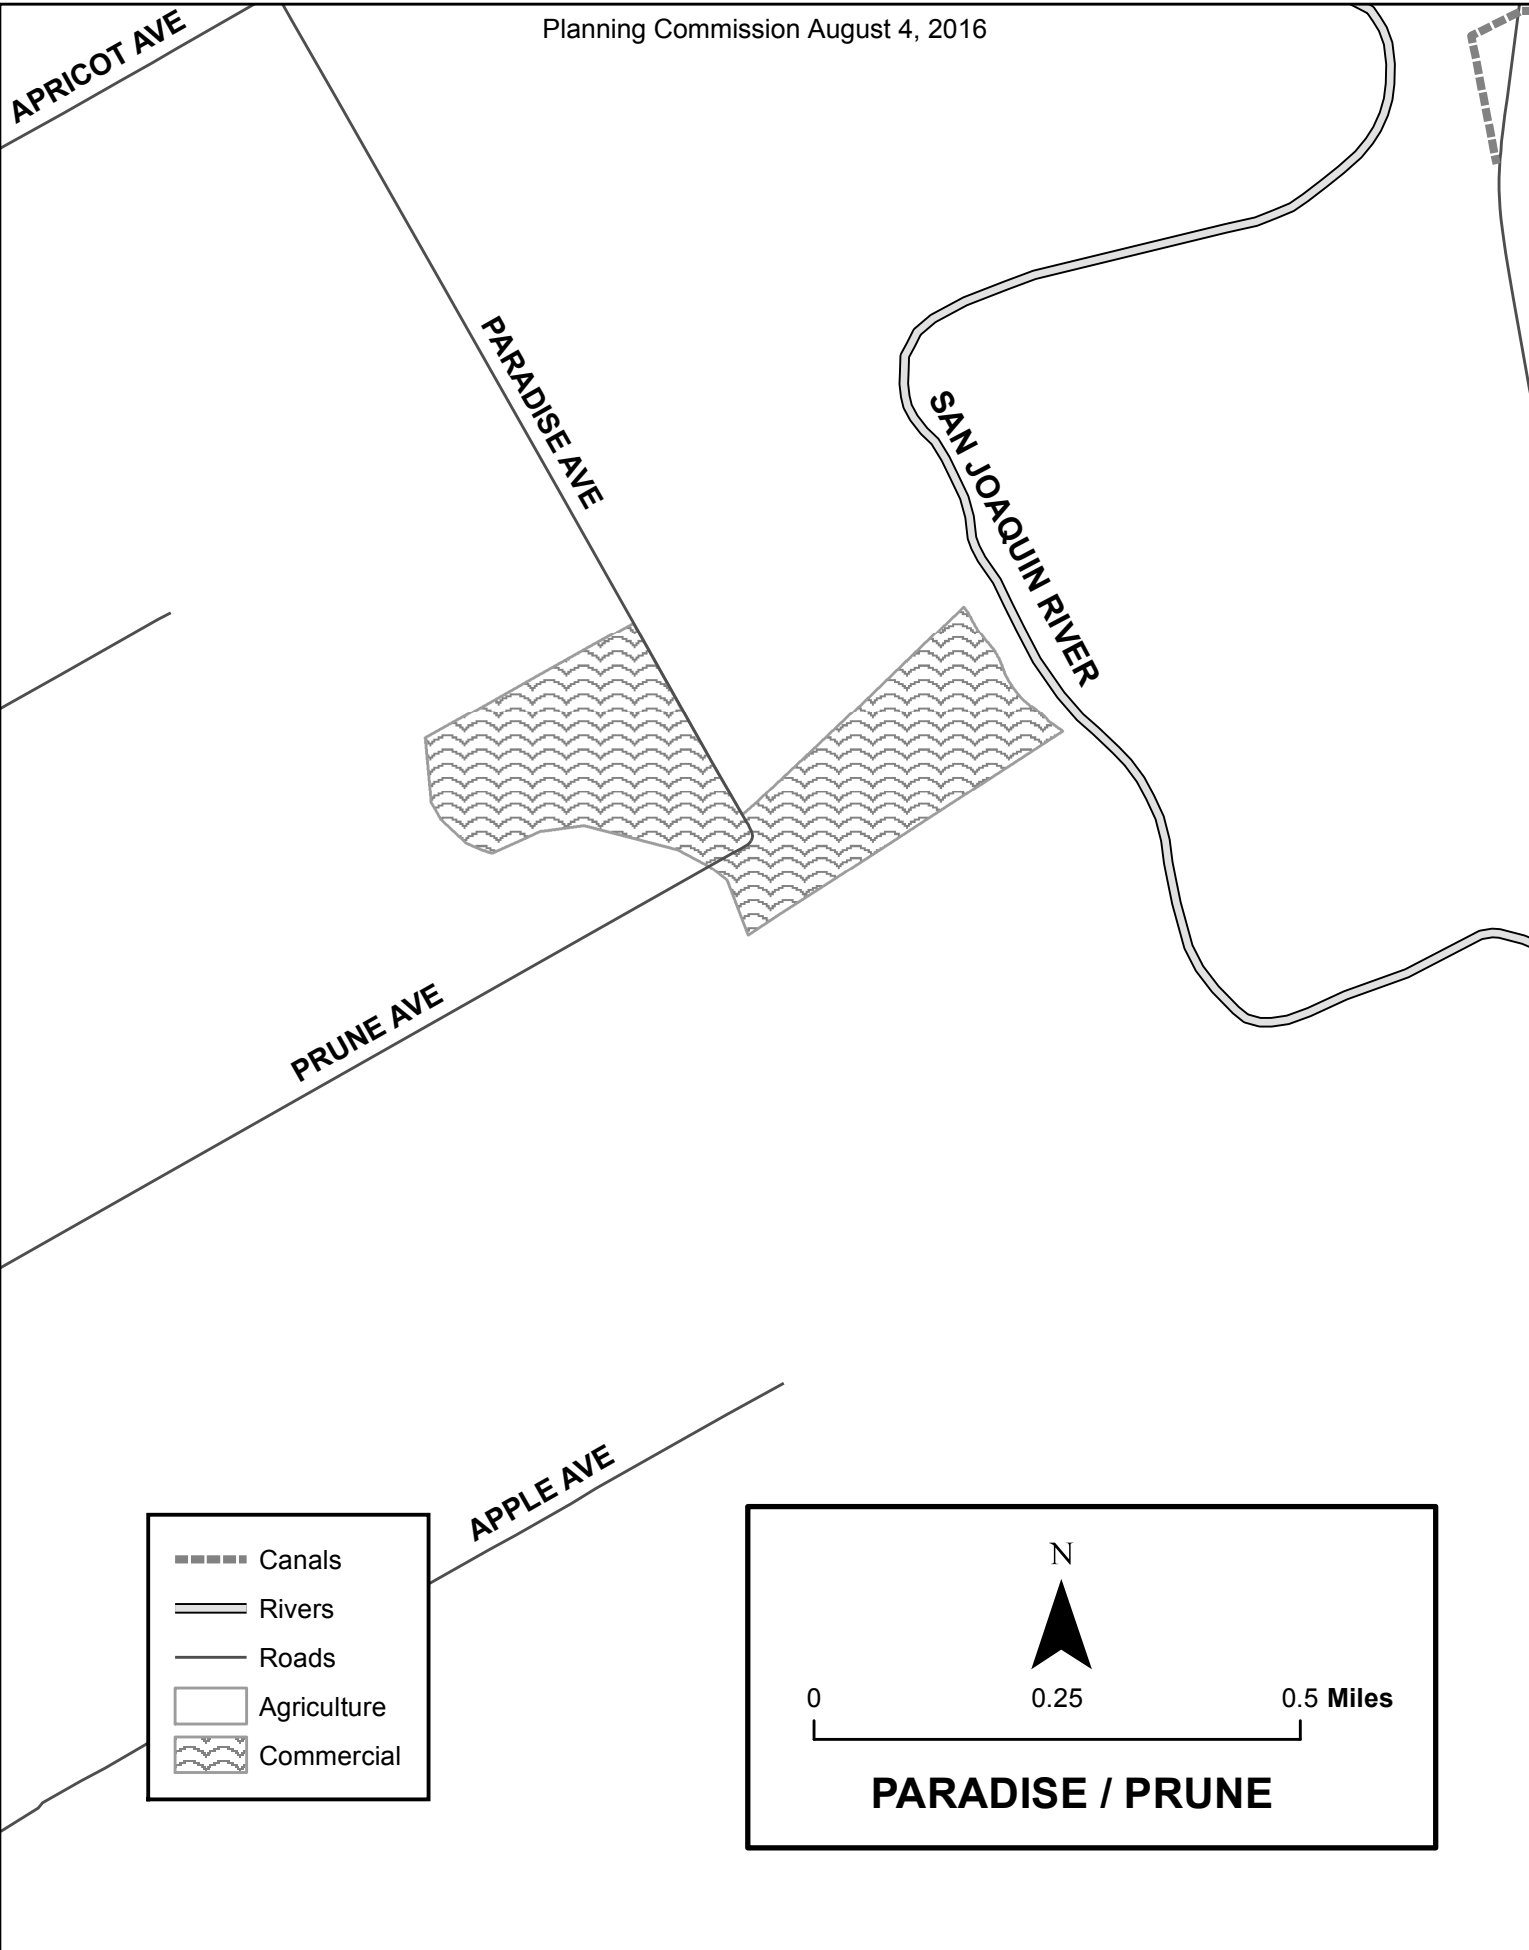 Planning Commission August 4, 2016
APRICOT AVE
PARADISE AVE
SAN JOAQUIN RIVER
PRUNE AVE
APPLE AVE
Canals
Rivers
Roads
Agriculture
Commercial
N
0 0.25 0.5 Miles
PARADISE / PRUNE